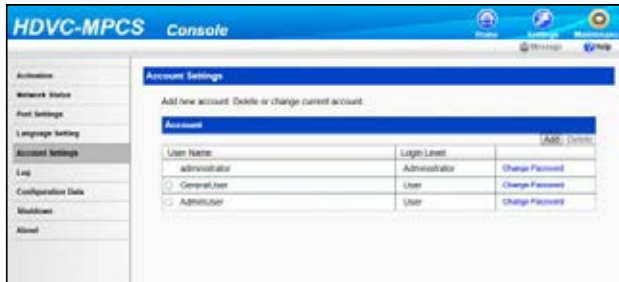 HDVC-MPCS Console
Home Settings Maintenance
Message Help
Activation
Network Status
Port Settings
Language Setting
Account Settings
Log
Configuration Data
Shutdown
About
Account Settings
Add new account. Delete or change current account.
Account
Add Delete
User Name Login Level
administrator Administrator Change Password
GeneralUser User Change Password
AdminUser User Change Password